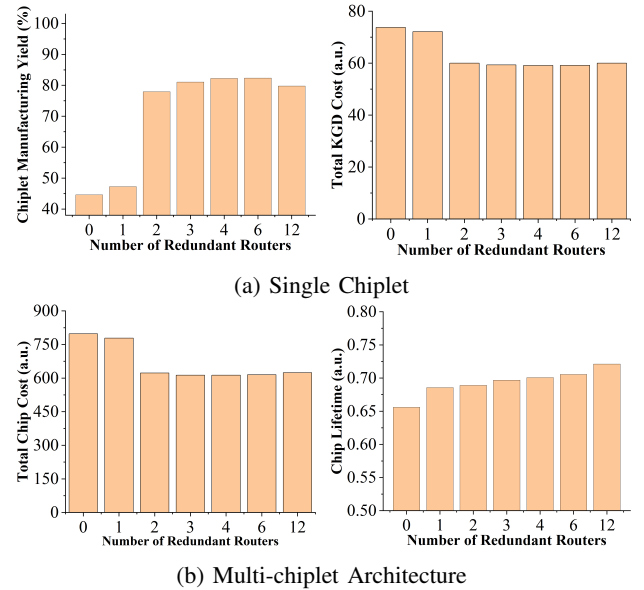 Chiplet Manufacturing Yield (%)
100
90
80
70
60
50
40
0 1 2 3 4 6 12
Number of Redundant Routers
Total KGD Cost (a.u.)
80
60
40
20
0
0 1 2 3 4 6 12
Number of Redundant Routers
(a) Single Chiplet
Total Chip Cost (a.u.)
900
750
600
450
300
150
0
0 1 2 3 4 6 12
Number of Redundant Routers
Chip Lifetime (a.u.)
0.80
0.75
0.70
0.65
0.60
0.55
0.50
0 1 2 3 4 6 12
Number of Redundant Routers
(b) Multi-chiplet Architecture